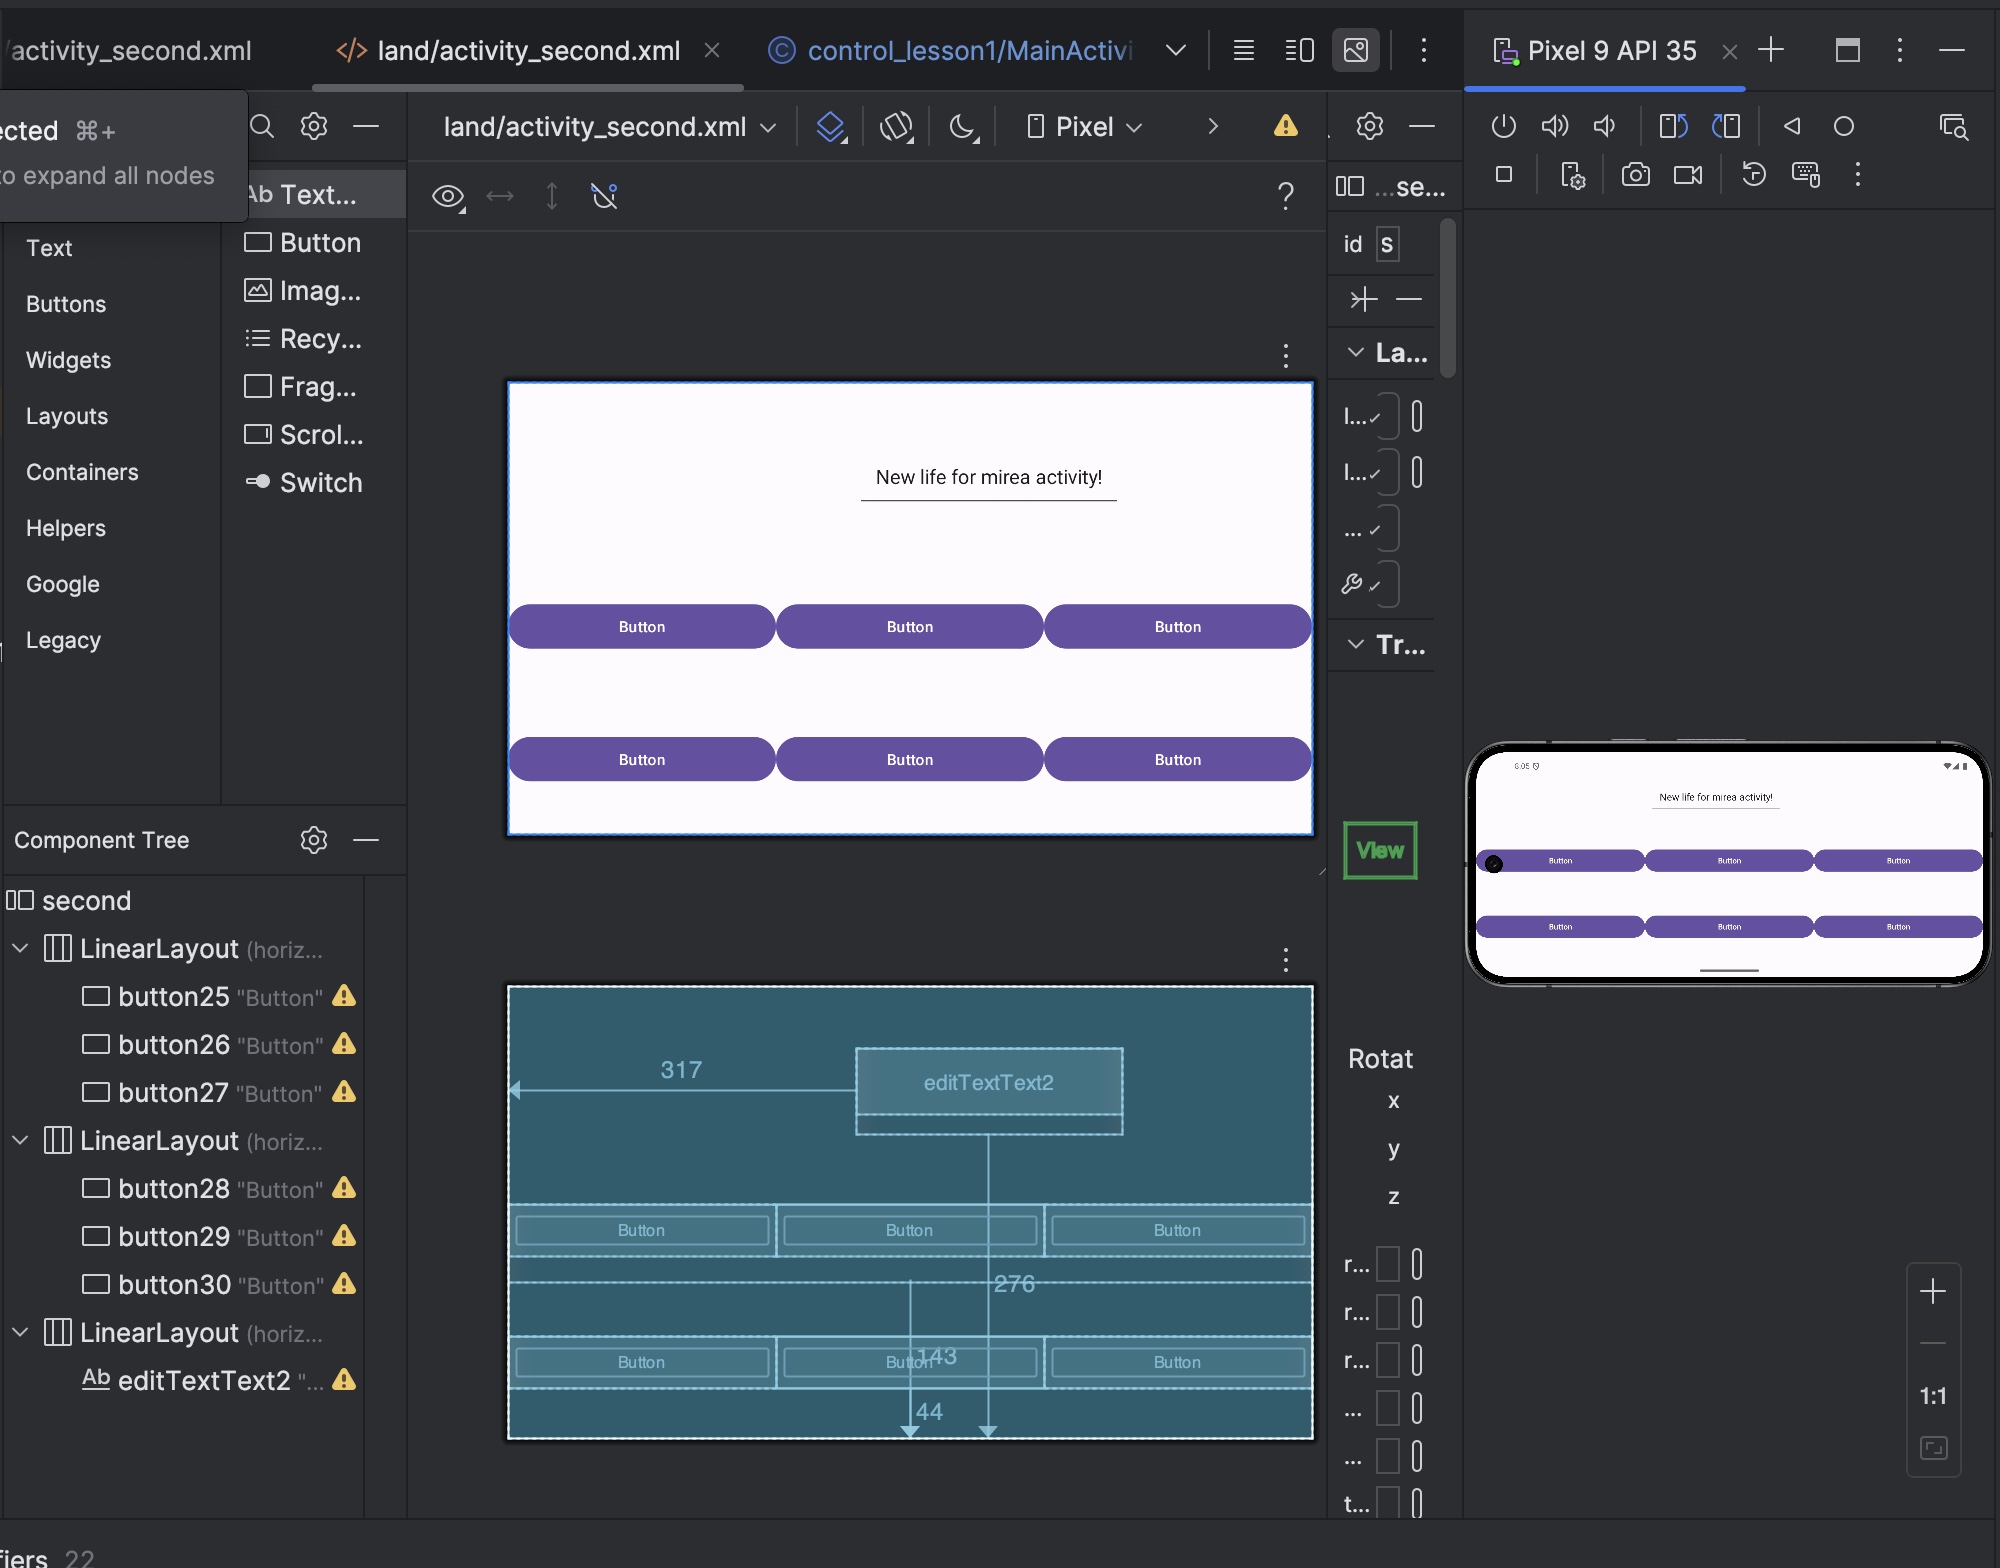 /activity_second.xml
land/activity_second.xml
control_lesson1/MainActivi
Pixel 9 API 35
ected ⌘+
to expand all nodes
land/activity_second.xml
Pixel
Ab Text...
Button
Imag...
Recy...
Frag...
Scrol...
Switch
Text
Buttons
Widgets
Layouts
Containers
Helpers
Google
Legacy
?
...se...
id s
La...
l...
l...
...
Tr...
New life for mirea activity!
Button Button Button
Button Button Button
View
8:05
New life for mirea activity!
Button Button Button
Button Button Button
Component Tree
second
LinearLayout (horiz...
button25 "Button"
button26 "Button"
button27 "Button"
LinearLayout (horiz...
button28 "Button"
button29 "Button"
button30 "Button"
LinearLayout (horiz...
Ab editTextText2 "...
317
editTextText2
Button Button Button
276
Button Button Button
143
44
Rotat
x
y
z
r...
r...
r...
...
...
t...
1:1
fiers 22